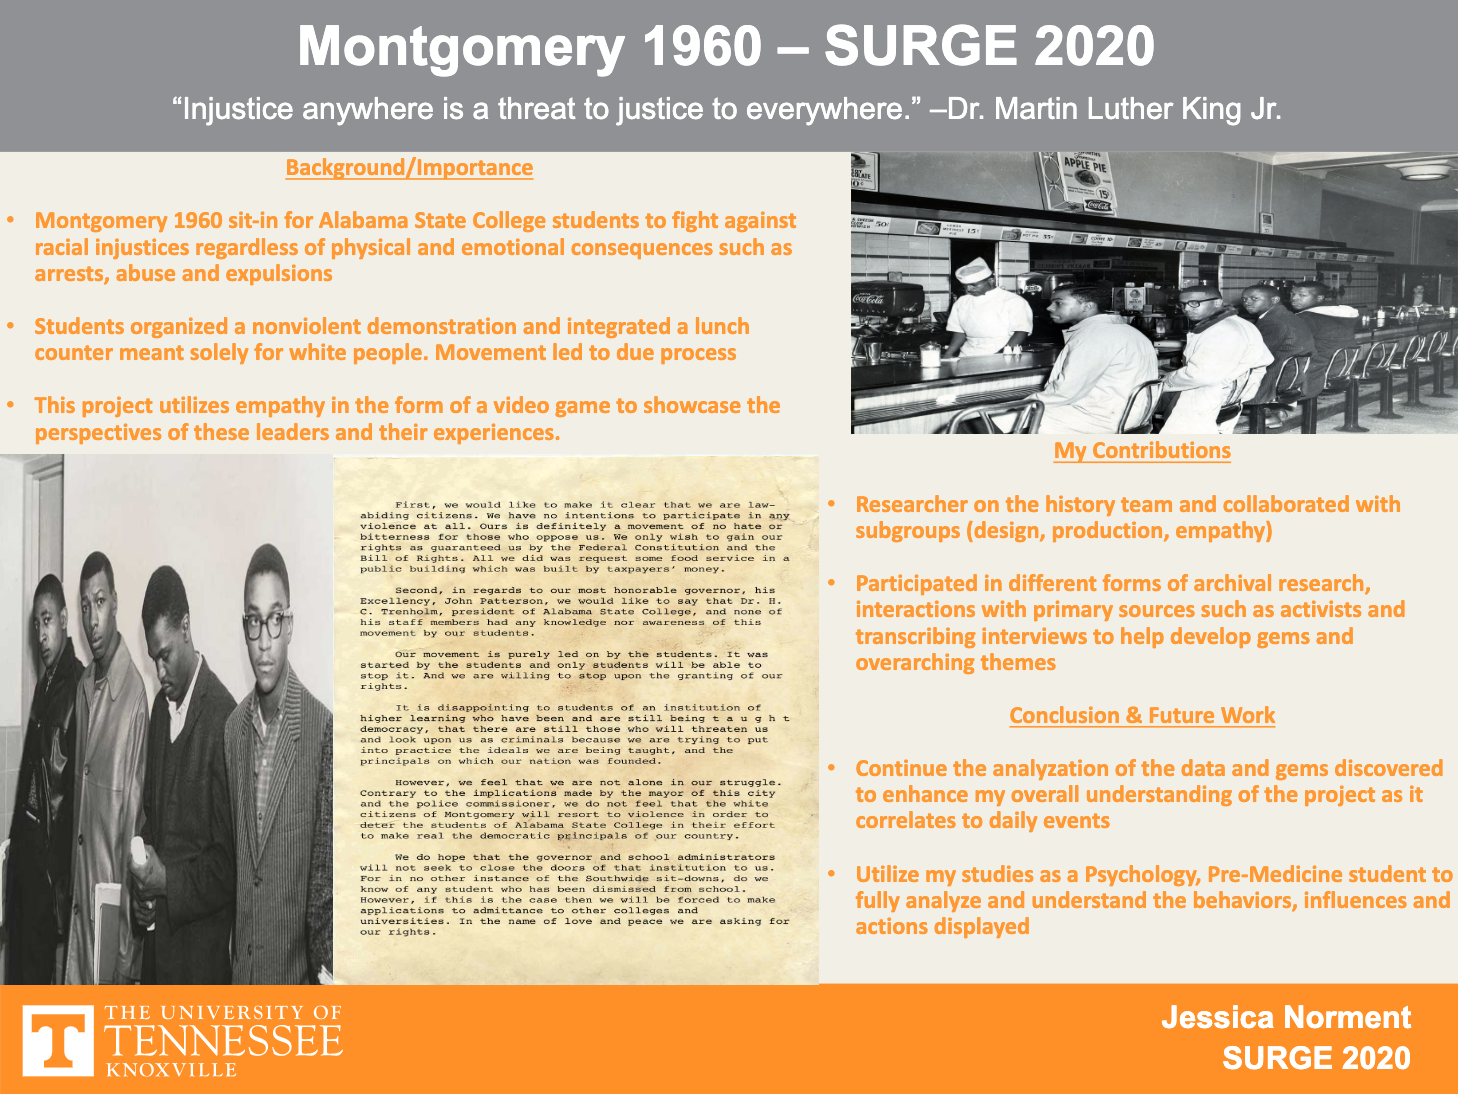 Montgomery 1960 – SURGE 2020
“Injustice anywhere is a threat to justice to everywhere.” –Dr. Martin Luther King Jr.
Background/Importance
• Montgomery 1960 sit-in for Alabama State College students to fight against
racial injustices regardless of physical and emotional consequences such as
arrests, abuse and expulsions
• Students organized a nonviolent demonstration and integrated a lunch
counter meant solely for white people. Movement led to due process
• This project utilizes empathy in the form of a video game to showcase the
perspectives of these leaders and their experiences.
First, we would like to make it clear that we are law-
abiding citizens. We have no intentions to participate in any
violence at all. Ours is definitely a movement of no hate or
bitterness for those who oppose us. We only wish to gain our
rights as guaranteed us by the Federal Constitution and the
Bill of Rights. All we did was request some food service in a
public building which was built by taxpayers’ money.
Second, in regards to our most honorable governor, his
Excellency, John Patterson, we would like to say that Dr. H.
C. Trenholm, president of Alabama State College, and none of
his staff members had any knowledge nor awareness of this
movement by our students.
Our movement is purely led on by the students. It was
started by the students and only students will be able to
stop it. And we are willing to stop upon the granting of our
rights.
It is disappointing to students of an institution of
higher learning who have been and are still being t a u g h t
democracy, that there are still those who will threaten us
and look upon us as criminals because we are trying to put
into practice the ideals we are being taught, and the
principals on which our nation was founded.
However, we feel that we are not alone in our struggle.
Contrary to the implications made by the mayor of this city
and the police commissioner, we do not feel that the white
citizens of Montgomery will resort to violence in order to
deter the students of Alabama State College in their effort
to make real the democratic principals of our country.
We do hope that the governor and school administrators
will not seek to close the doors of that institution to us.
For in no other instance of the Southwide sit-downs, do we
know of any student who has been dismissed from school.
However, if this is the case then we will be forced to make
applications to admittance to other colleges and
universities. In the name of love and peace we are asking for
our rights.
APPLE PIE
15¢
Coca-Cola
Coca-Cola
My Contributions
• Researcher on the history team and collaborated with
subgroups (design, production, empathy)
• Participated in different forms of archival research,
interactions with primary sources such as activists and
transcribing interviews to help develop gems and
overarching themes
Conclusion & Future Work
• Continue the analyzation of the data and gems discovered
to enhance my overall understanding of the project as it
correlates to daily events
• Utilize my studies as a Psychology, Pre-Medicine student to
fully analyze and understand the behaviors, influences and
actions displayed
T
THE UNIVERSITY OF
TENNESSEE
KNOXVILLE
Jessica Norment
SURGE 2020